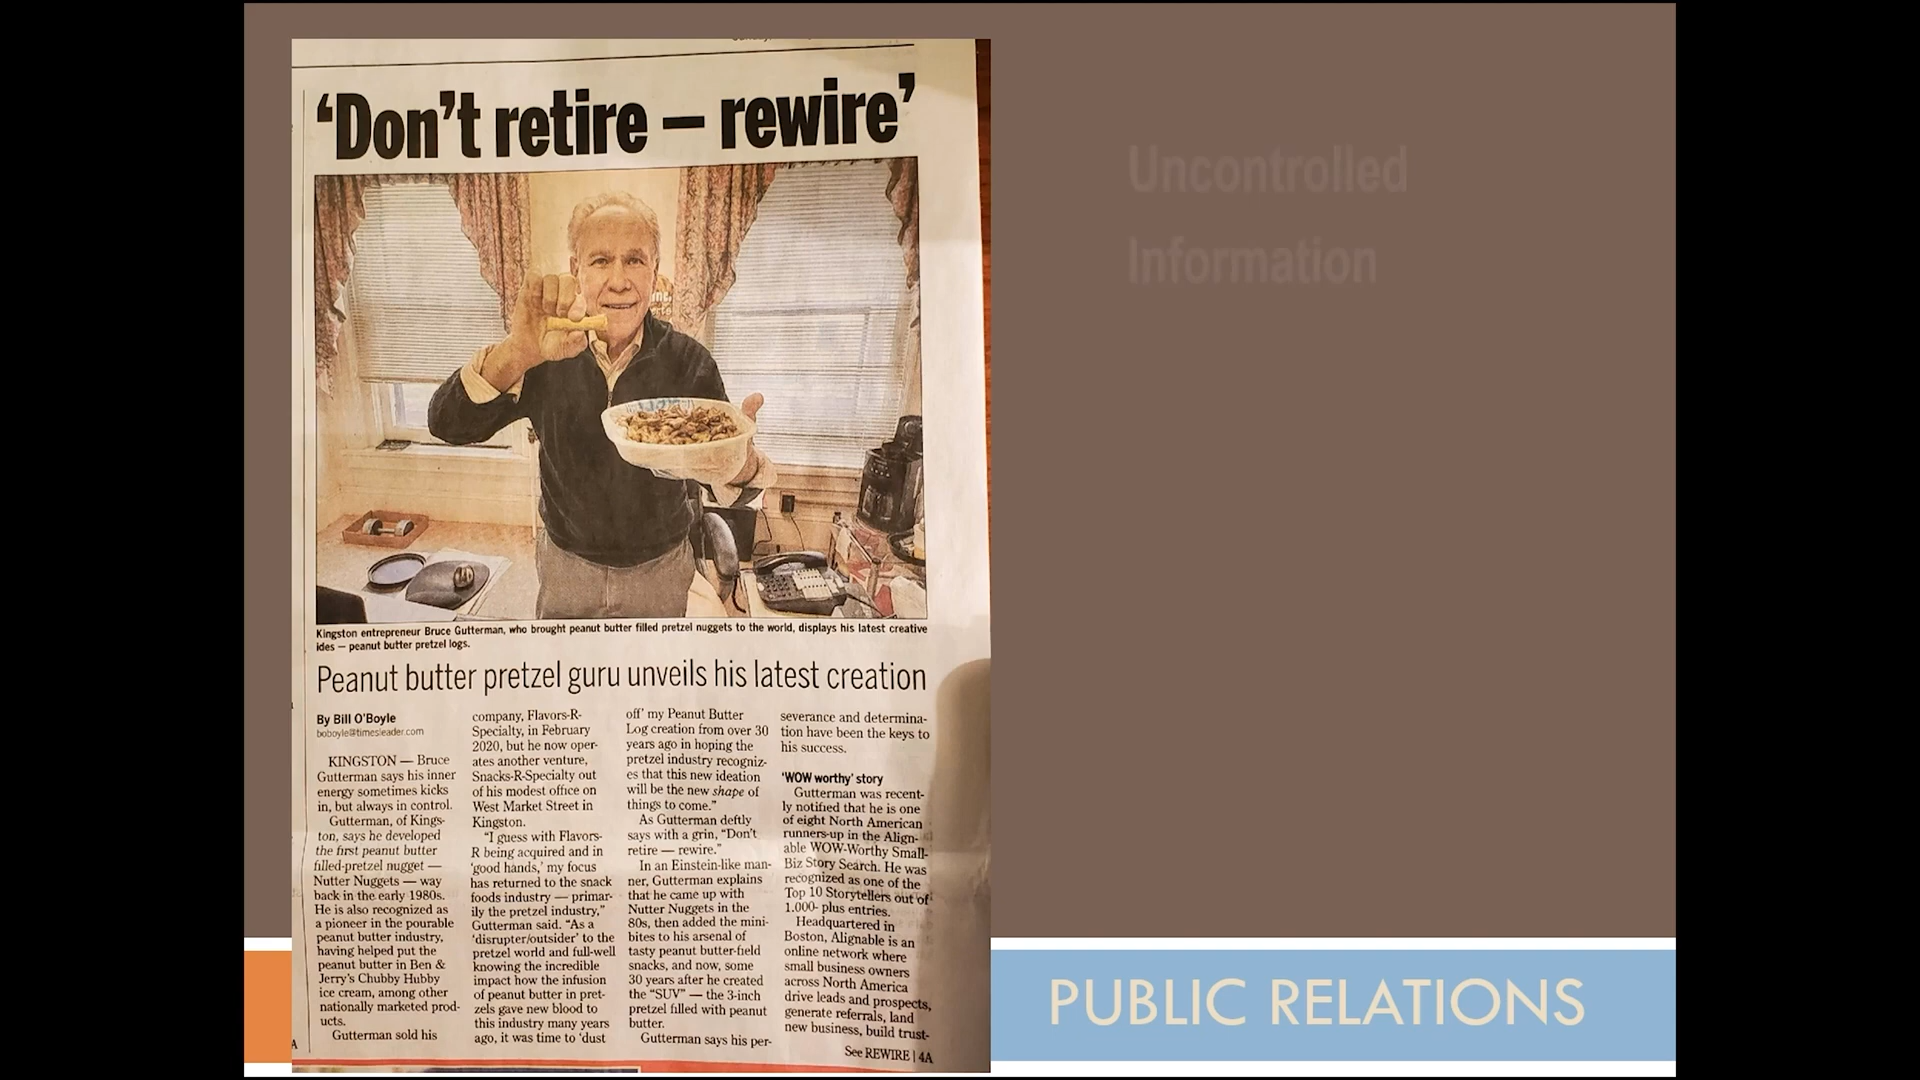 ‘Don’t retire – rewire’
Kingston entrepreneur Bruce Gutterman, who brought peanut butter filled pretzel nuggets to the world, displays his latest creative
ides — peanut butter pretzel logs.
Peanut butter pretzel guru unveils his latest creation
By Bill O’Boyle
boboyle@timesleader.com
KINGSTON — Bruce
Gutterman says his inner
energy sometimes kicks
in, but always in control.
Gutterman, of Kings-
ton, says he developed
the first peanut butter
filled-pretzel nugget —
Nutter Nuggets — way
back in the early 1980s.
He is also recognized as
a pioneer in the pourable
peanut butter industry,
having helped put the
peanut butter in Ben &
Jerry’s Chubby Hubby
ice cream, among other
nationally marketed prod-
ucts.
Gutterman sold his
company, Flavors-R-
Specialty, in February
2020, but he now oper-
ates another venture,
Snacks-R-Specialty out
of his modest office on
West Market Street in
Kingston.
“I guess with Flavors-
R being acquired and in
‘good hands,’ my focus
has returned to the snack
foods industry — primar-
ily the pretzel industry,”
Gutterman said. “As a
‘disrupter/outsider’ to the
pretzel world and full-well
knowing the incredible
impact how the infusion
of peanut butter in pret-
zels gave new blood to
this industry many years
ago, it was time to ‘dust
off’ my Peanut Butter
Log creation from over 30
years ago in hoping the
pretzel industry recogniz-
es that this new ideation
will be the new shape of
things to come.”
As Gutterman deftly
says with a grin, “Don’t
retire — rewire.”
In an Einstein-like man-
ner, Gutterman explains
that he came up with
Nutter Nuggets in the
80s, then added the mini-
bites to his arsenal of
tasty peanut butter-field
snacks, and now, some
30 years after he created
the “SUV” — the 3-inch
pretzel filled with peanut
butter.
Gutterman says his per-
severance and determina-
tion have been the keys to
his success.
‘WOW worthy’ story
Gutterman was recent-
ly notified that he is one
of eight North American
runners-up in the Align-
able WOW-Worthy Small-
Biz Story Search. He was
recognized as one of the
Top 10 Storytellers out of
1.000- plus entries.
Headquartered in
Boston, Alignable is an
online network where
small business owners
across North America
drive leads and prospects,
generate referrals, land
new business, build trust-
See REWIRE | 4A
Uncontrolled
Information
PUBLIC RELATIONS